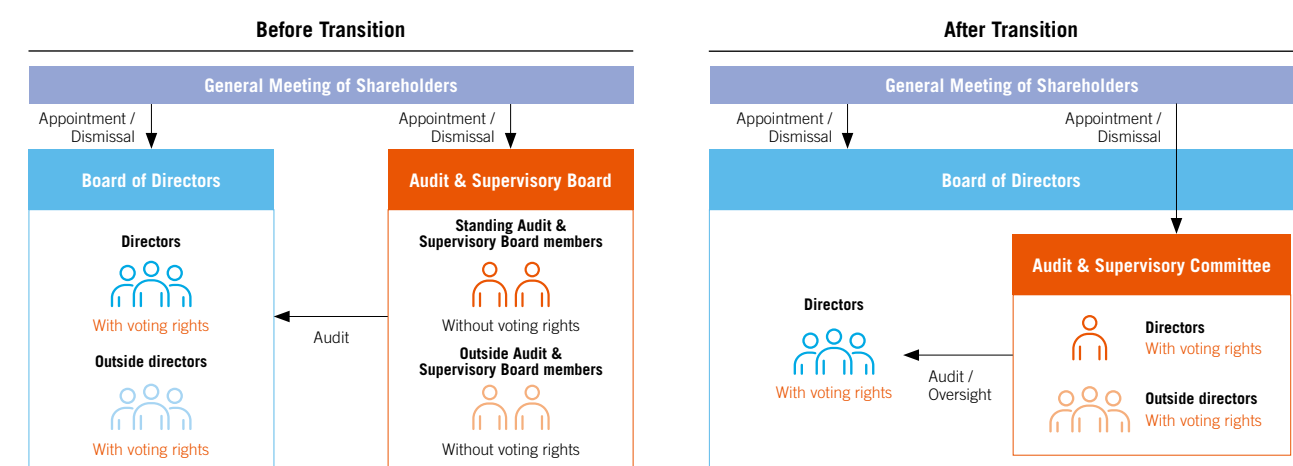 Before Transition
General Meeting of Shareholders
Appointment /
Dismissal
Appointment /
Dismissal
Board of Directors
Directors
With voting rights
Outside directors
With voting rights
Audit
Audit & Supervisory Board
Standing Audit &
Supervisory Board members
Without voting rights
Outside Audit &
Supervisory Board members
Without voting rights
After Transition
General Meeting of Shareholders
Appointment /
Dismissal
Appointment /
Dismissal
Board of Directors
Directors
With voting rights
Audit /
Oversight
Audit & Supervisory Committee
Directors
With voting rights
Outside directors
With voting rights